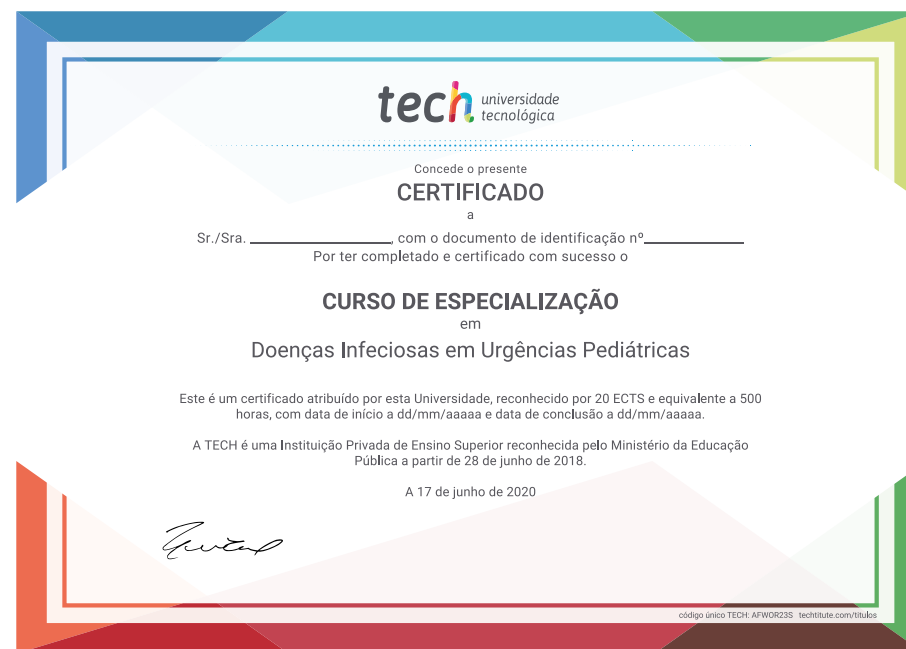 tech universidade
tecnológica
Concede o presente
CERTIFICADO
a
Sr./Sra. ____________________, com o documento de identificação nº______________
Por ter completado e certificado com sucesso o
CURSO DE ESPECIALIZAÇÃO
em
Doenças Infeciosas em Urgências Pediátricas
Este é um certificado atribuído por esta Universidade, reconhecido por 20 ECTS e equivalente a 500
horas, com data de início a dd/mm/aaaaa e data de conclusão a dd/mm/aaaaa.
A TECH é uma Instituição Privada de Ensino Superior reconhecida pelo Ministério da Educação
Pública a partir de 28 de junho de 2018.
A 17 de junho de 2020
código único TECH: AFWOR23S techtitute.com/titulos